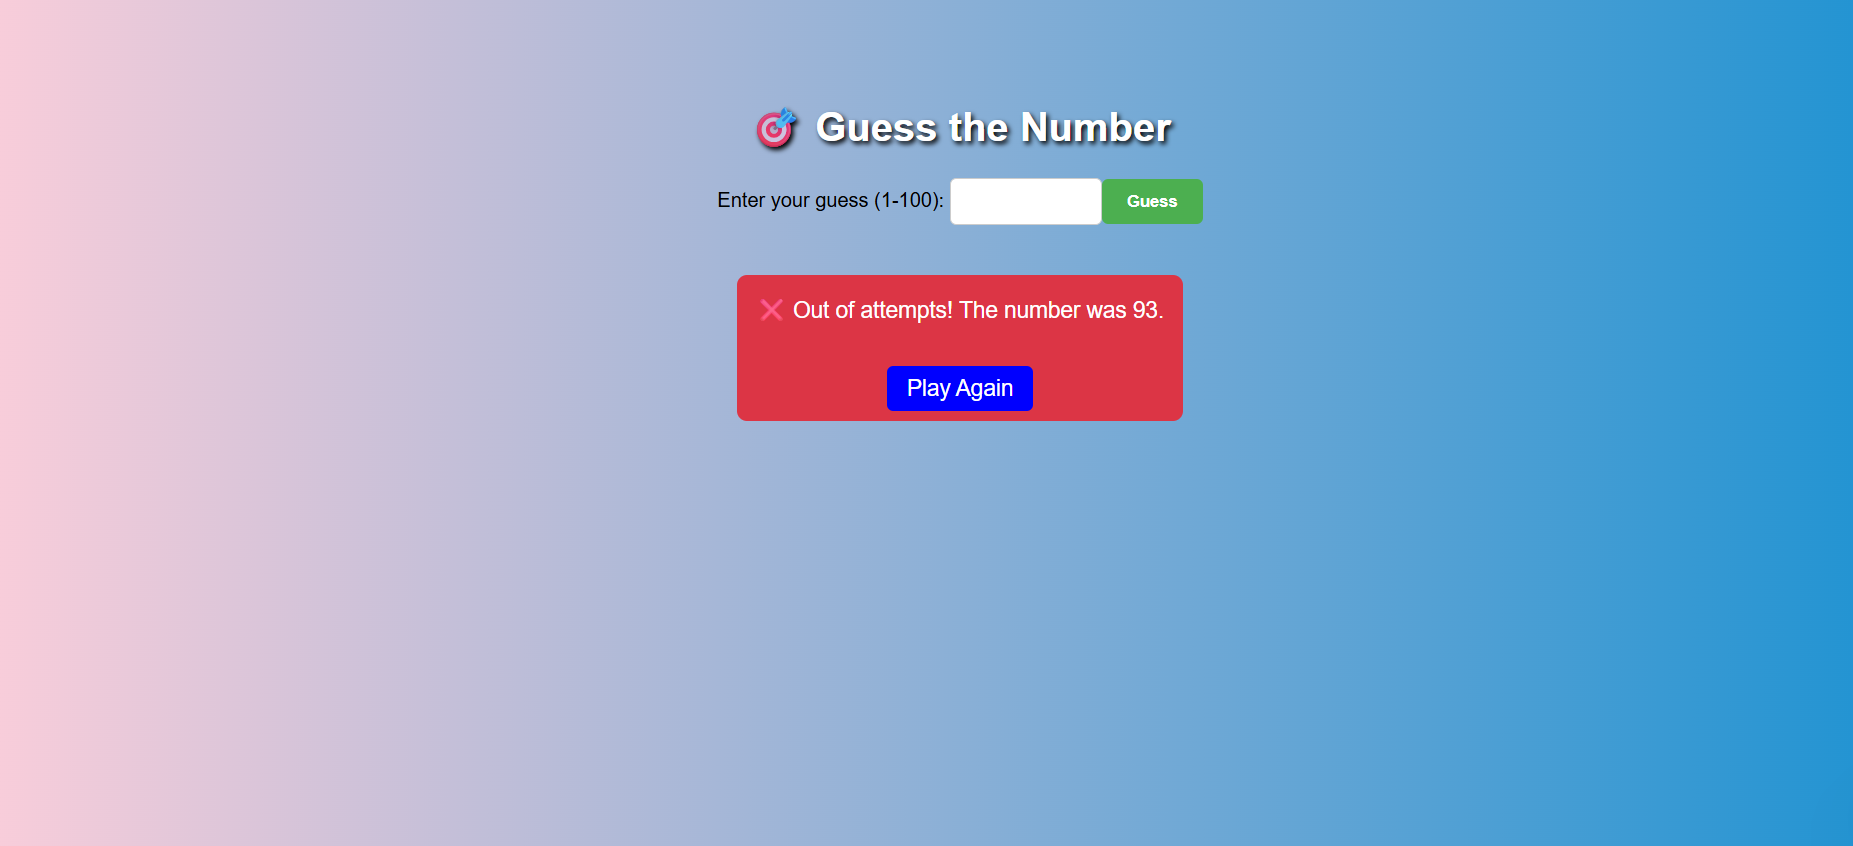 🎯 Guess the Number
Enter your guess (1-100): Guess
❌ Out of attempts! The number was 93.
Play Again